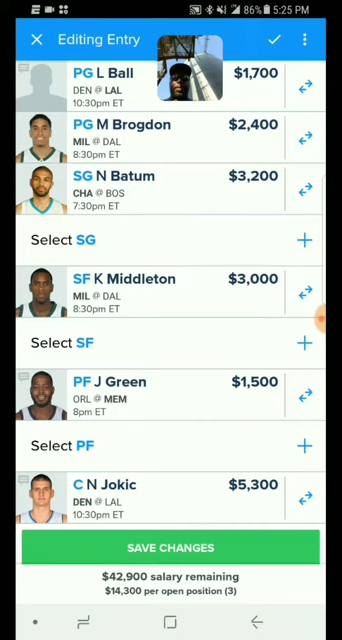 86% 5:25 PM
Editing Entry
PG L Ball $1,700
DEN @ LAL
10:30pm ET
PG M Brogdon $2,400
MIL @ DAL
8:30pm ET
SG N Batum $3,200
CHA @ BOS
7:30pm ET
Select SG
SF K Middleton $3,000
MIL @ DAL
8:30pm ET
Select SF
PF J Green $1,500
ORL @ MEM
8pm ET
Select PF
C N Jokic $5,300
DEN @ LAL
10:30pm ET
SAVE CHANGES
$42,900 salary remaining
$14,300 per open position (3)